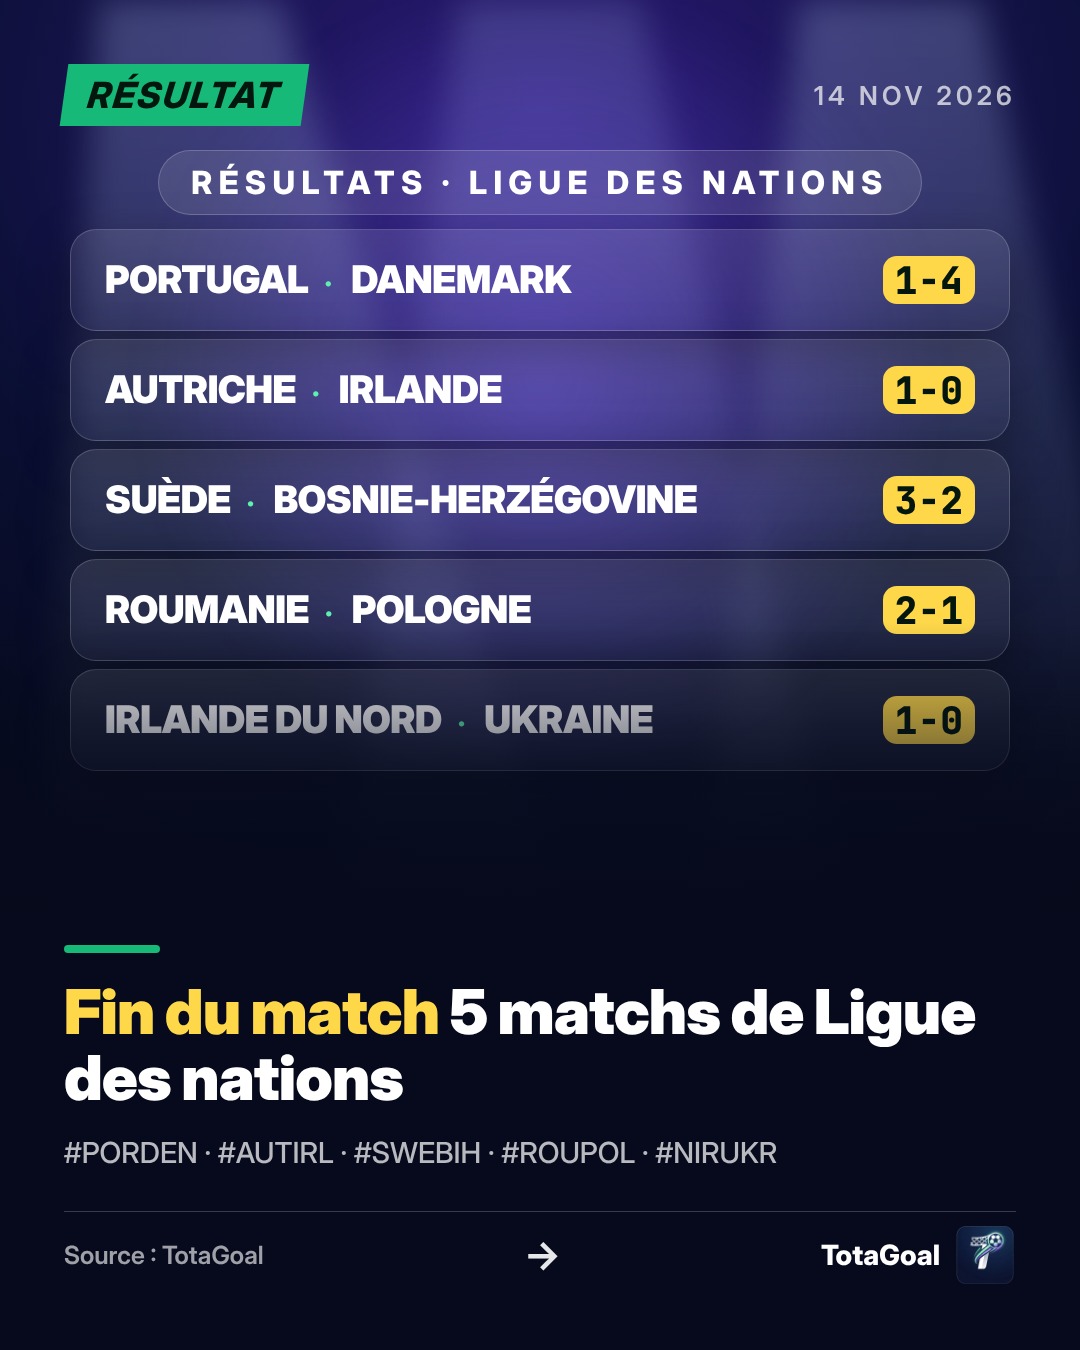 RÉSULTAT
14 NOV 2026
RÉSULTATS · LIGUE DES NATIONS
PORTUGAL · DANEMARK 1-4
AUTRICHE · IRLANDE 1-0
SUÈDE · BOSNIE-HERZÉGOVINE 3-2
ROUMANIE · POLOGNE 2-1
IRLANDE DU NORD · UKRAINE 1-0
Fin du match 5 matchs de Ligue
des nations
#PORDEN · #AUTIRL · #SWEBIH · #ROUPOL · #NIRUKR
Source : TotaGoal
→
TotaGoal